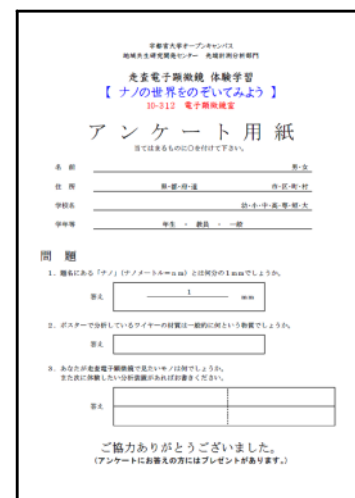 宇都宮大学オープンキャンパス
地域共生研究開発センター 先端計測分析部門
走査電子顕微鏡 体験学習
【 ナノの世界をのぞいてみよう 】
10-312 電子顕微鏡室
アンケート用紙
当てはまるものに○を付けて下さい。
名 前 男・女
住 所 県・都・府・道 市・区・町・村
学校名 幼・小・中・高・専・短・大
学年等 年生 ・ 教員 ・ 一般
問 題
1．題名にある「ナノ」(ナノメートル＝nm) とは何分の1mmでしょうか。
答え 1 mm
2．ポスターで分析しているワイヤーの材質は一般的に何という物質でしょうか。
答え
3．あなたが走査電子顕微鏡で見たいモノは何でしょうか。
また次に体験したい分析装置があればお書きください。
答え
ご協力ありがとうございました。
(アンケートにお答えの方にはプレゼントがあります。)